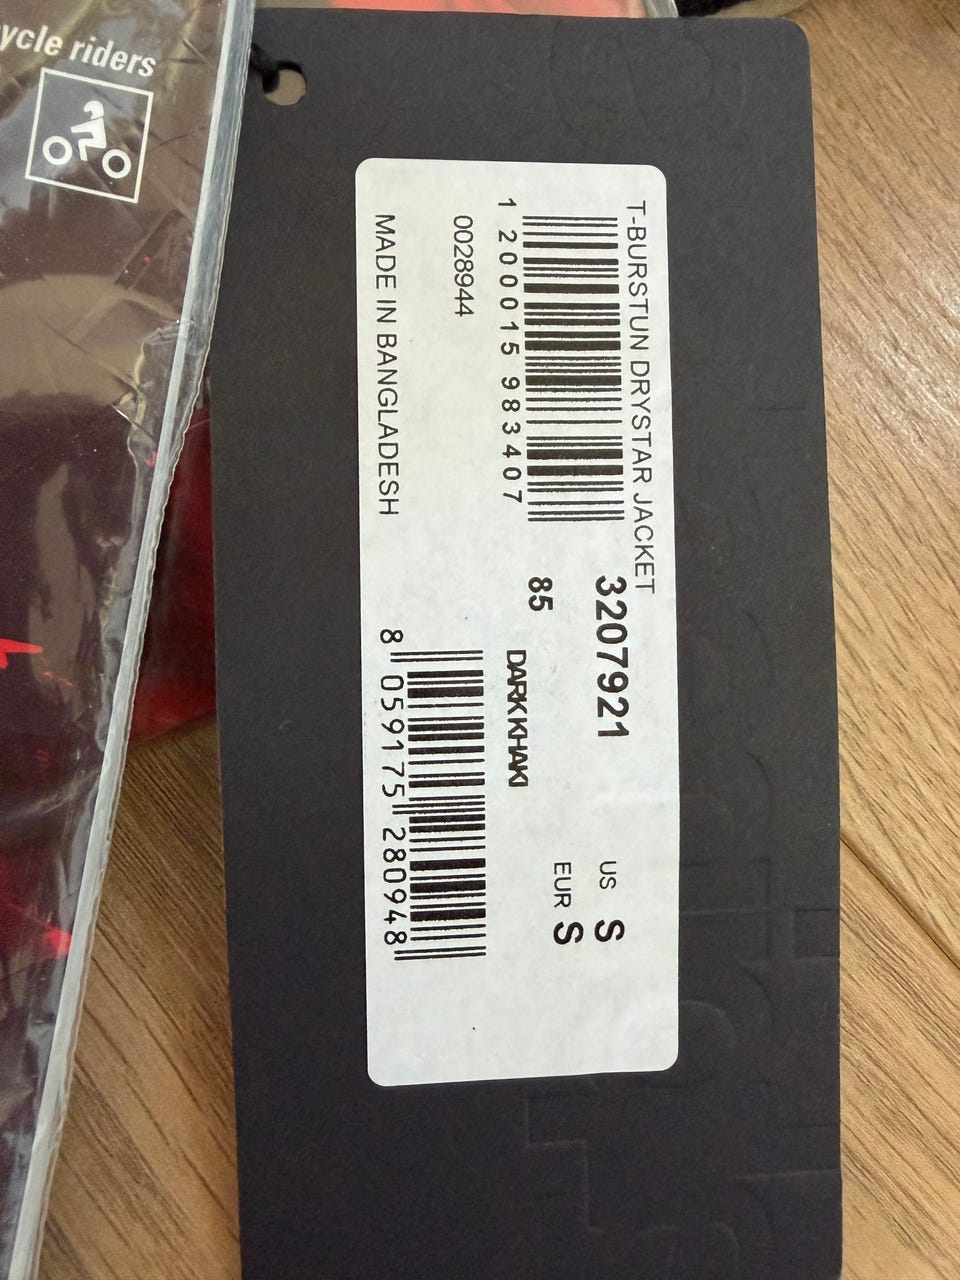 ycle riders
T-BURSTUN DRYSTAR JACKET
1 200015 983407
3207921
85
DARK KHAKI
US S
EUR S
0028944
MADE IN BANGLADESH
8 059175 280948